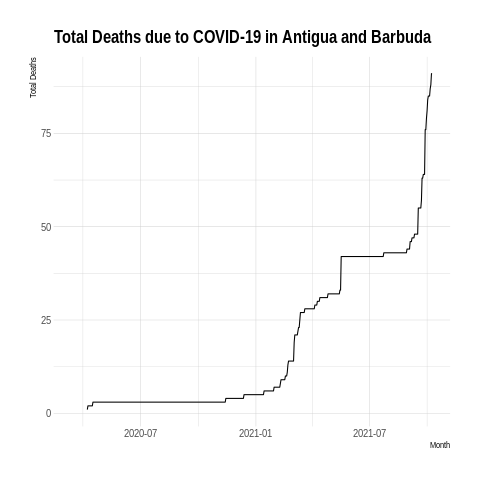 Total Deaths due to COVID-19 in Antigua and Barbuda
Total Deaths
75
50
25
0
2020-07 2021-01 2021-07
Month